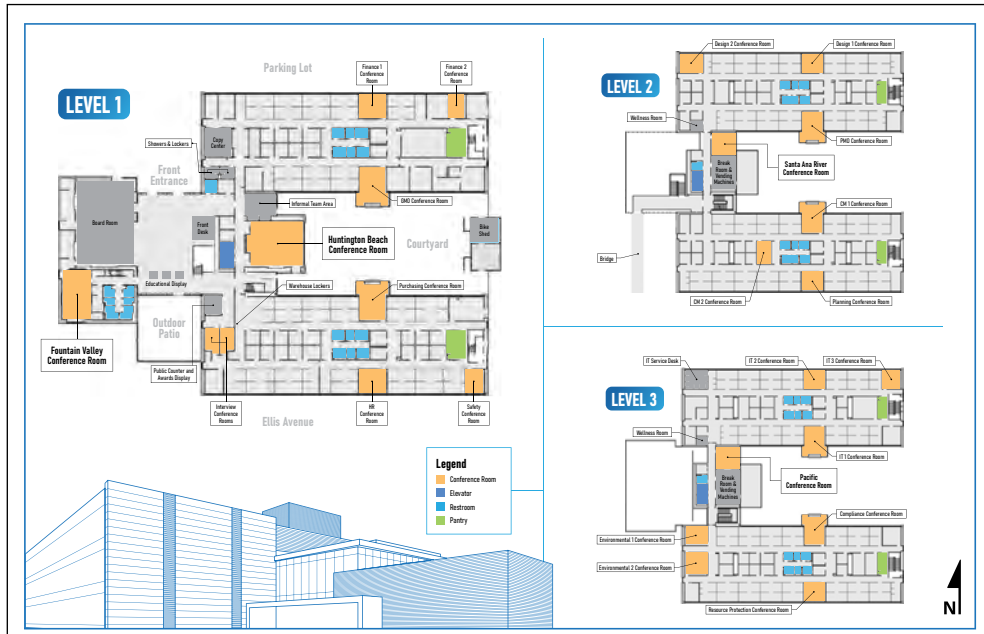 LEVEL 1
Parking Lot
Finance 1
Conference
Room
Finance 2
Conference
Room
Copy
Center
Showers & Lockers
Front
Entrance
Informal Team Area
GMO Conference Room
Board Room
Front
Desk
Huntington Beach
Conference Room
Courtyard
Bike
Shed
Educational Display
Warehouse Lockers
Purchasing Conference Room
Outdoor
Patio
Fountain Valley
Conference Room
Public Counter and
Awards Display
Interview
Conference
Rooms
HR
Conference
Room
Safety
Conference
Room
Ellis Avenue
Legend
Conference Room
Elevator
Restroom
Pantry
LEVEL 2
Design 2 Conference Room
Design 1 Conference Room
Wellness Room
PMO Conference Room
Santa Ana River
Conference Room
Break
Room &
Vending
Machines
CM 1 Conference Room
Bridge
CM 2 Conference Room
Planning Conference Room
LEVEL 3
IT Service Desk
IT 2 Conference Room
IT 3 Conference Room
Wellness Room
IT 1 Conference Room
Pacific
Conference Room
Break
Room &
Vending
Machines
Compliance Conference Room
Environmental 1 Conference Room
Environmental 2 Conference Room
Resource Protection Conference Room
N